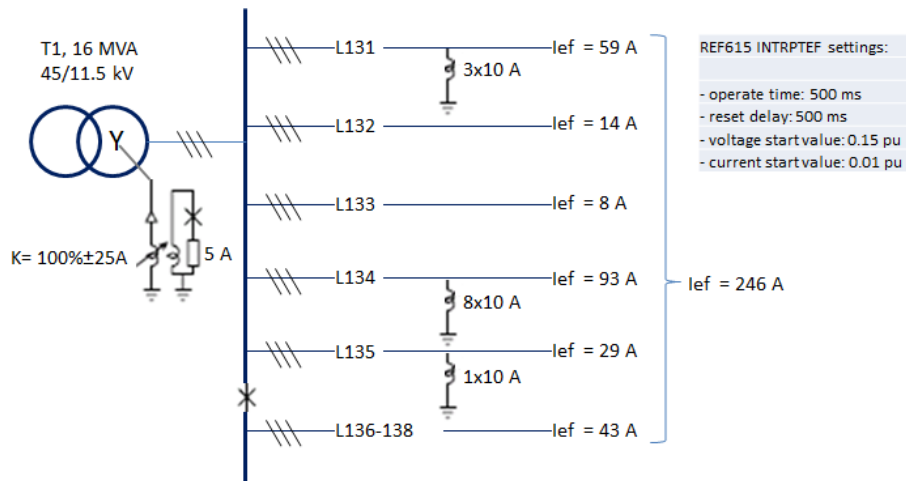 T1, 16 MVA
45/11.5 kV
Y
K= 100%±25A
5 A
L131
3x10 A
Ief = 59 A
L132
Ief = 14 A
L133
Ief = 8 A
L134
8x10 A
Ief = 93 A
L135
1x10 A
Ief = 29 A
L136-138
Ief = 43 A
Ief = 246 A
REF615 INTRPTEF settings:
- operate time: 500 ms
- reset delay: 500 ms
- voltage start value: 0.15 pu
- current start value: 0.01 pu